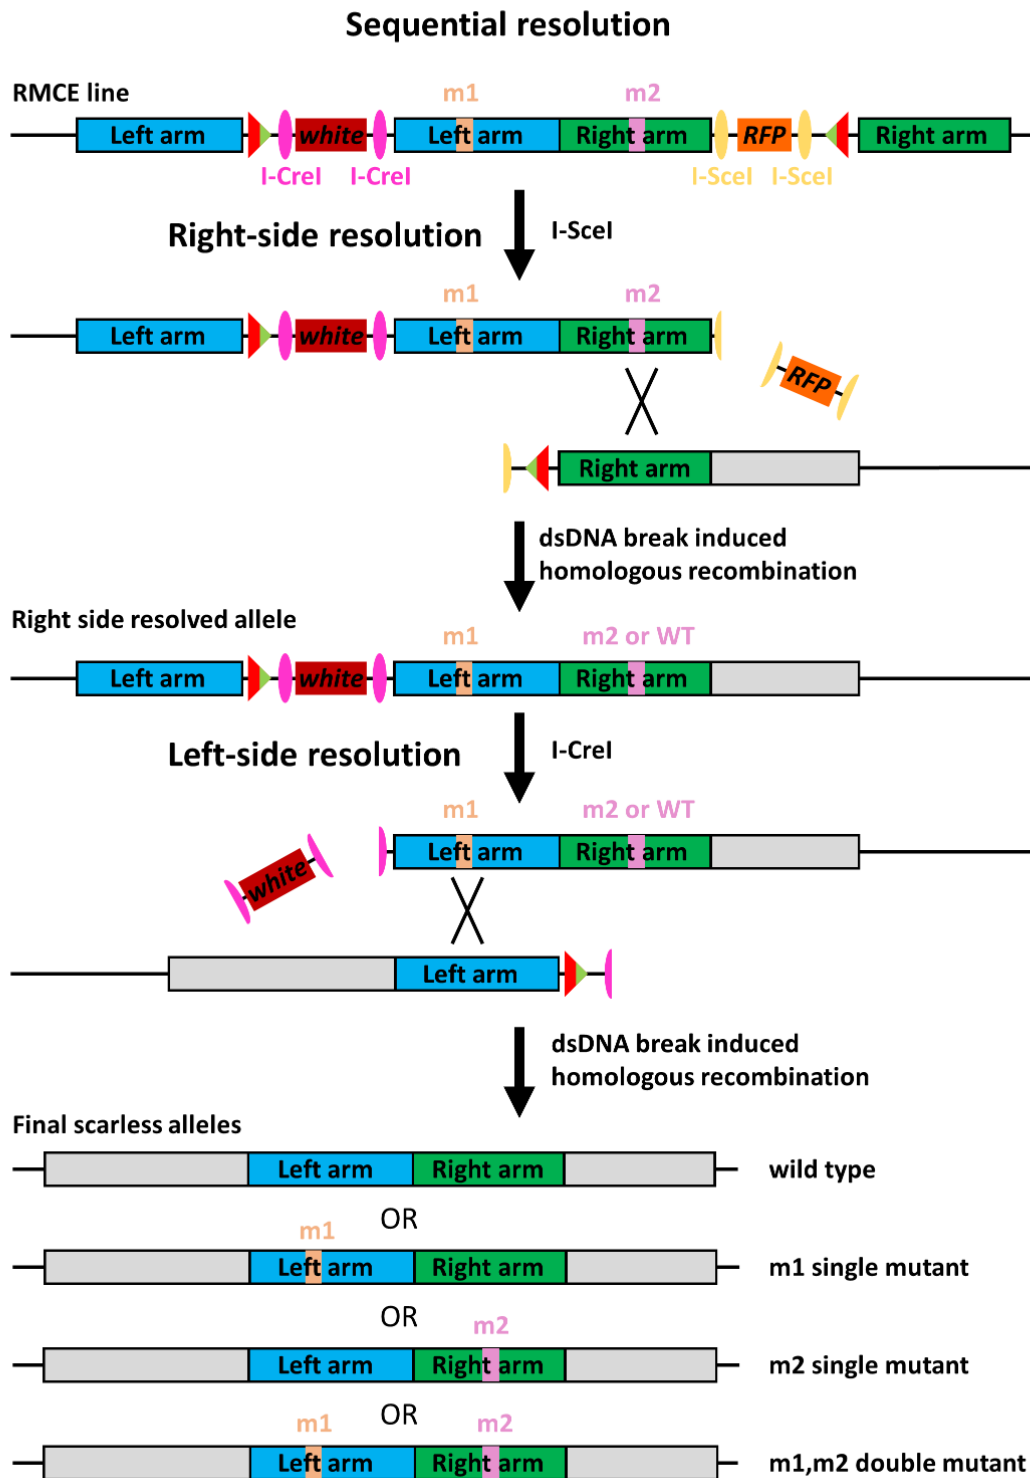 Sequential resolution
RMCE line
m1 m2
Left arm white Left arm Right arm RFP Right arm
I-CreI I-CreI I-SceI I-SceI
Right-side resolution I-SceI
m1 m2
Left arm white Left arm Right arm
RFP
Right arm
dsDNA break induced
homologous recombination
Right side resolved allele
m1 m2 or WT
Left arm white Left arm Right arm
Left-side resolution I-CreI
m1 m2 or WT
Left arm Right arm
white
Left arm
dsDNA break induced
homologous recombination
Final scarless alleles
Left arm Right arm wild type
OR
m1
Left arm Right arm m1 single mutant
OR
m2
Left arm Right arm m2 single mutant
OR
m1 m2
Left arm Right arm m1,m2 double mutant